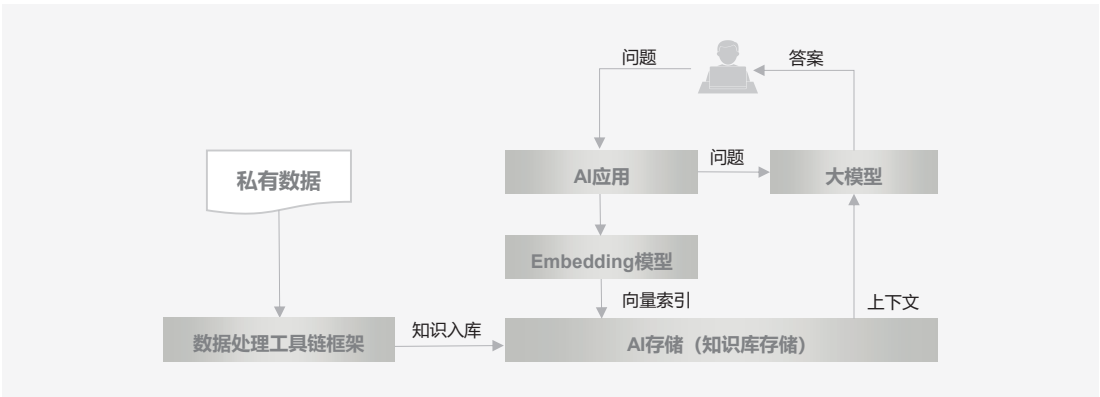 问题
答案
私有数据
AI应用
问题
大模型
Embedding模型
向量索引
上下文
数据处理工具链框架
知识入库
AI存储（知识库存储）